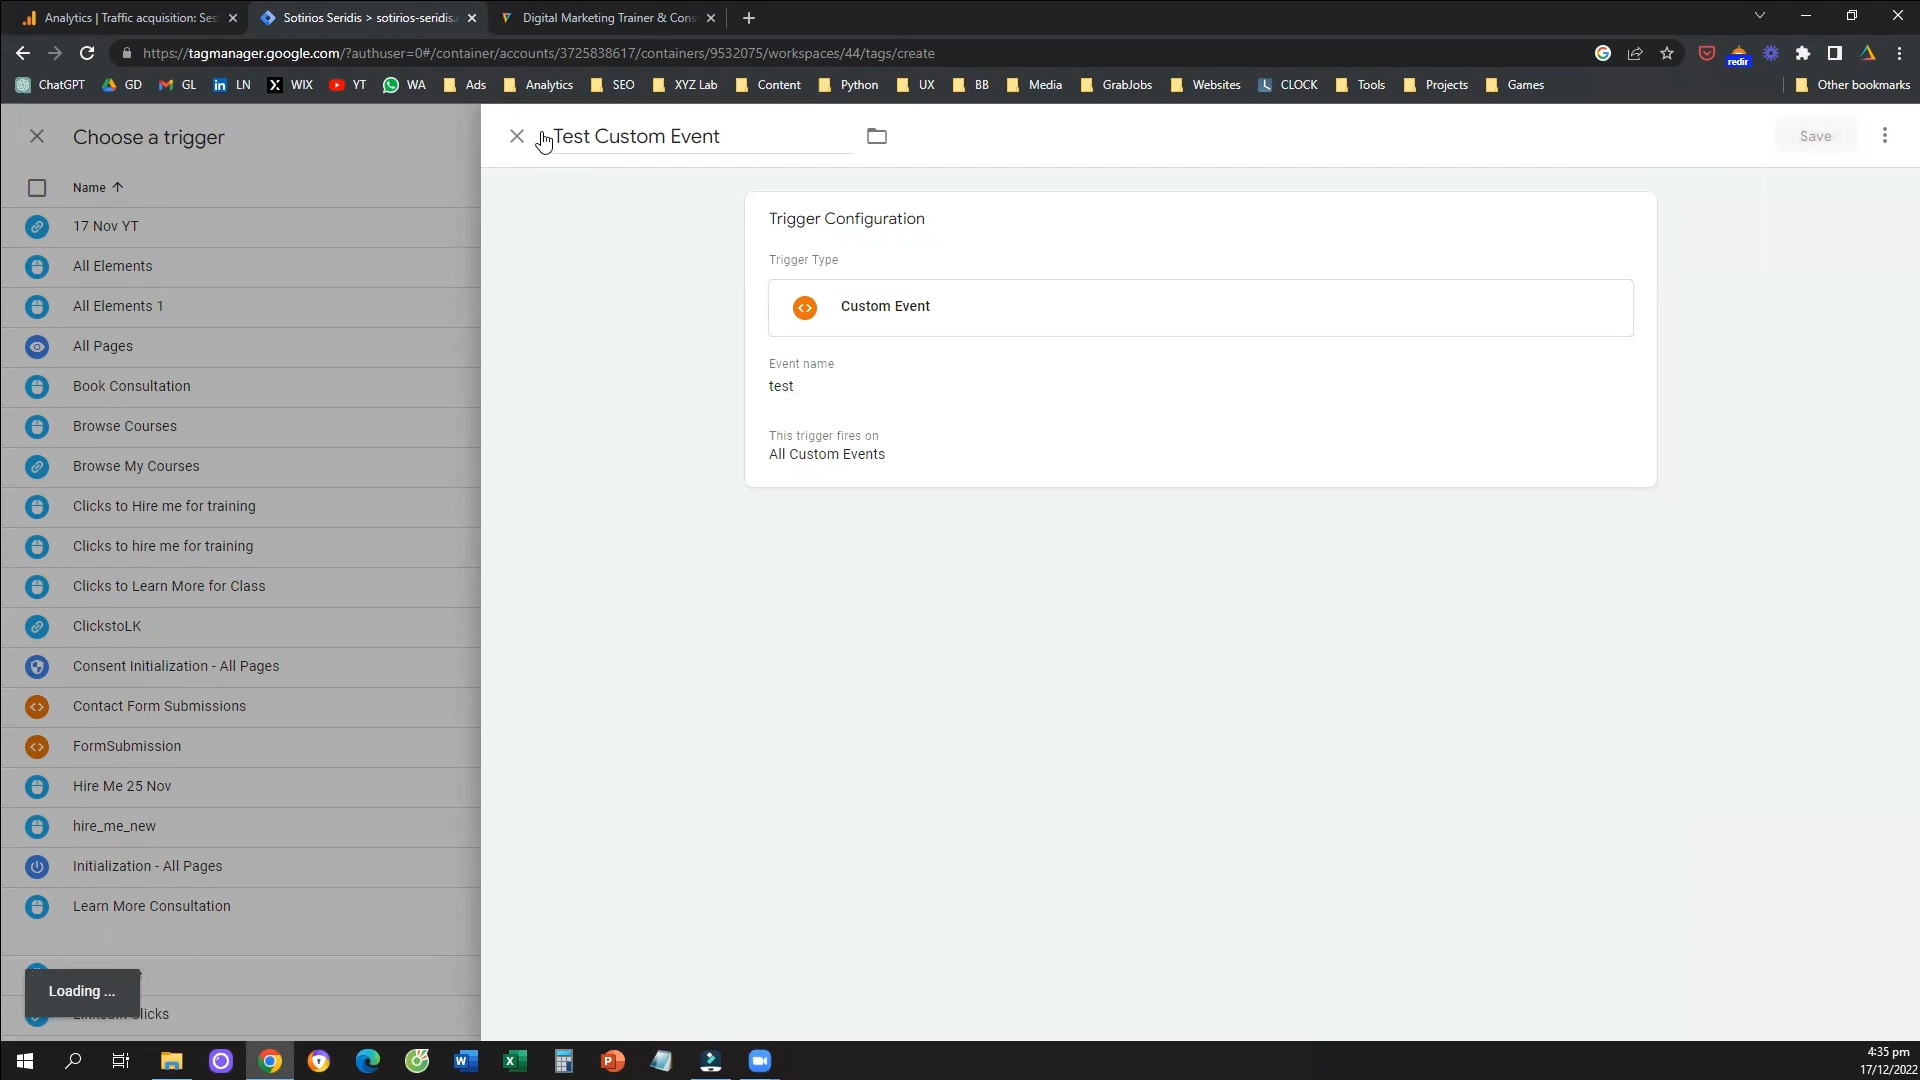 Analytics | Traffic acquisition: Ses
Sotirios Seridis > sotirios-seridis.
Digital Marketing Trainer & Cons
https://tagmanager.google.com/?authuser=0#/container/accounts/3725838617/containers/9532075/workspaces/44/tags/create
redir
ChatGPT GD GL LN WIX YT WA Ads Analytics SEO XYZ Lab Content Python UX BB Media GrabJobs Websites CLOCK Tools Projects Games Other bookmarks
Choose a trigger
Name
17 Nov YT
All Elements
All Elements 1
All Pages
Book Consultation
Browse Courses
Browse My Courses
Clicks to Hire me for training
Clicks to hire me for training
Clicks to Learn More for Class
ClickstoLK
Consent Initialization - All Pages
Contact Form Submissions
FormSubmission
Hire Me 25 Nov
hire_me_new
Initialization - All Pages
Learn More Consultation
Loading ...
Test Custom Event
Save
Trigger Configuration
Trigger Type
Custom Event
Event name
test
This trigger fires on
All Custom Events
4:35 pm
17/12/2022